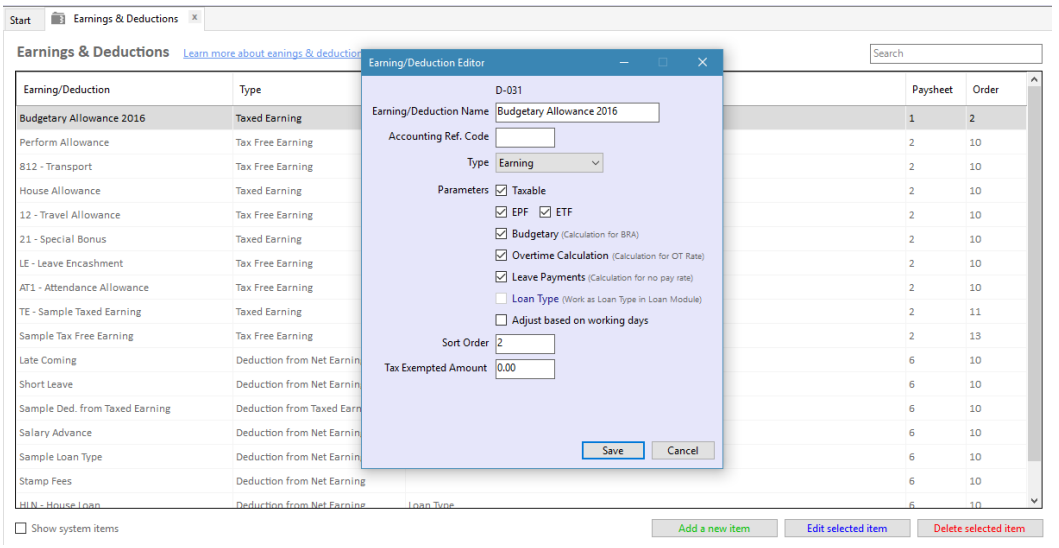 Start Earnings & Deductions x
Earnings & Deductions Learn more about eanings & deduction Search
Earning/Deduction Type Paysheet Order
Budgetary Allowance 2016 Taxed Earning 1 2
Perform Allowance Tax Free Earning 2 10
812 - Transport Tax Free Earning 2 10
House Allowance Taxed Earning 2 10
12 - Travel Allowance Tax Free Earning 2 10
21 - Special Bonus Taxed Earning 2 10
LE - Leave Encashment Tax Free Earning 2 10
AT1 - Attendance Allowance Tax Free Earning 2 10
TE - Sample Taxed Earning Taxed Earning 2 11
Sample Tax Free Earning Tax Free Earning 2 13
Late Coming Deduction from Net Earnin 6 10
Short Leave Deduction from Net Earnin 6 10
Sample Ded. from Taxed Earning Deduction from Taxed Earn 6 10
Salary Advance Deduction from Net Earnin 6 10
Sample Loan Type Deduction from Net Earnin 6 10
Stamp Fees Deduction from Net Earning 6 10
HLN - House Loan Deduction from Net Earning Loan Type 6 10
Show system items Add a new item Edit selected item Delete selected item
Earning/Deduction Editor
D-031
Earning/Deduction Name Budgetary Allowance 2016
Accounting Ref. Code
Type Earning
Parameters Taxable
EPF ETF
Budgetary (Calculation for BRA)
Overtime Calculation (Calculation for OT Rate)
Leave Payments (Calculation for no pay rate)
Loan Type (Work as Loan Type in Loan Module)
Adjust based on working days
Sort Order 2
Tax Exempted Amount 0.00
Save Cancel